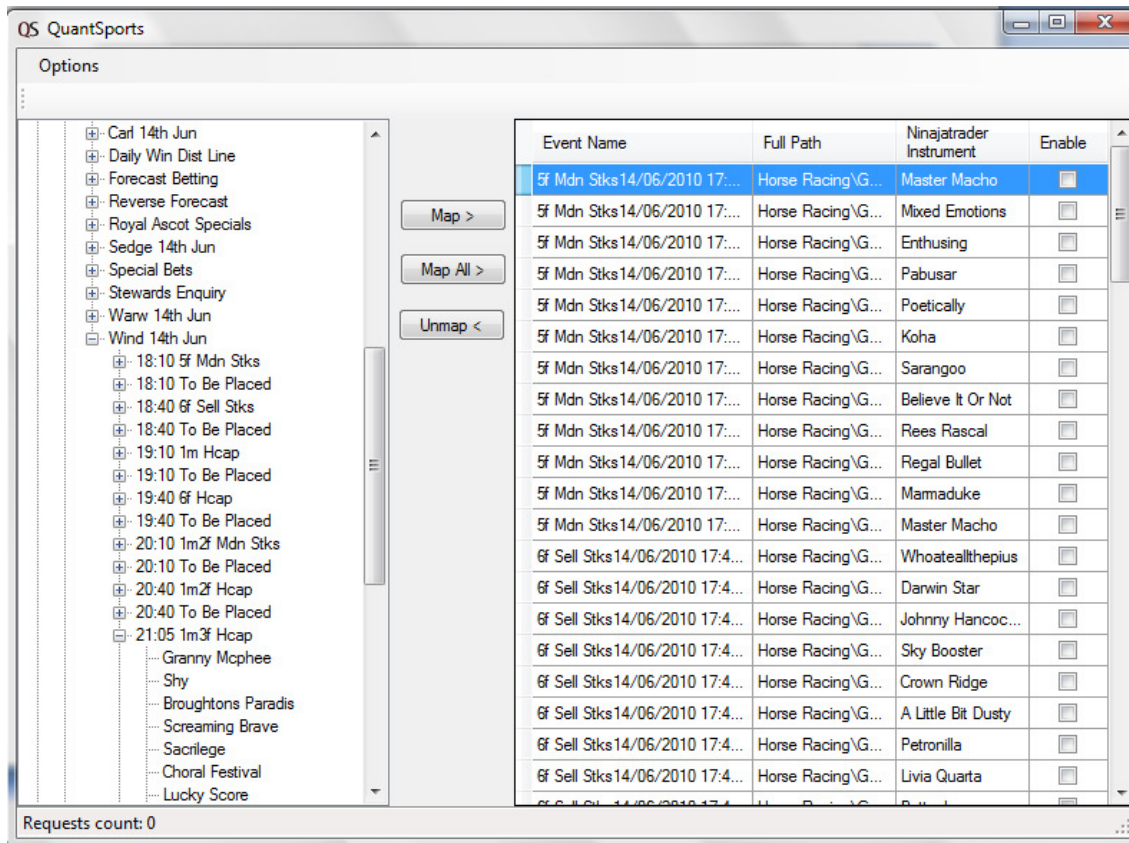 QS QuantSports
Options
Carl 14th Jun
Daily Win Dist Line
Forecast Betting
Reverse Forecast
Royal Ascot Specials
Sedge 14th Jun
Special Bets
Stewards Enquiry
Warw 14th Jun
Wind 14th Jun
18:10 5f Mdn Stks
18:10 To Be Placed
18:40 6f Sell Stks
18:40 To Be Placed
19:10 1m Hcap
19:10 To Be Placed
19:40 6f Hcap
19:40 To Be Placed
20:10 1m2f Mdn Stks
20:10 To Be Placed
20:40 1m2f Hcap
20:40 To Be Placed
21:05 1m3f Hcap
Granny Mcphee
Shy
Broughtons Paradis
Screaming Brave
Sacrilege
Choral Festival
Lucky Score
Map >
Map All >
Unmap <
Event Name Full Path Ninajatrader Instrument Enable
5f Mdn Stks14/06/2010 17:... Horse Racing\G... Master Macho
5f Mdn Stks14/06/2010 17:... Horse Racing\G... Mixed Emotions
5f Mdn Stks14/06/2010 17:... Horse Racing\G... Enthusing
5f Mdn Stks14/06/2010 17:... Horse Racing\G... Pabusar
5f Mdn Stks14/06/2010 17:... Horse Racing\G... Poetically
5f Mdn Stks14/06/2010 17:... Horse Racing\G... Koha
5f Mdn Stks14/06/2010 17:... Horse Racing\G... Sarangoo
5f Mdn Stks14/06/2010 17:... Horse Racing\G... Believe It Or Not
5f Mdn Stks14/06/2010 17:... Horse Racing\G... Rees Rascal
5f Mdn Stks14/06/2010 17:... Horse Racing\G... Regal Bullet
5f Mdn Stks14/06/2010 17:... Horse Racing\G... Marmaduke
5f Mdn Stks14/06/2010 17:... Horse Racing\G... Master Macho
6f Sell Stks14/06/2010 17:4... Horse Racing\G... Whoateallthepius
6f Sell Stks14/06/2010 17:4... Horse Racing\G... Darwin Star
6f Sell Stks14/06/2010 17:4... Horse Racing\G... Johnny Hancoc...
6f Sell Stks14/06/2010 17:4... Horse Racing\G... Sky Booster
6f Sell Stks14/06/2010 17:4... Horse Racing\G... Crown Ridge
6f Sell Stks14/06/2010 17:4... Horse Racing\G... A Little Bit Dusty
6f Sell Stks14/06/2010 17:4... Horse Racing\G... Petronilla
6f Sell Stks14/06/2010 17:4... Horse Racing\G... Livia Quarta
Requests count: 0